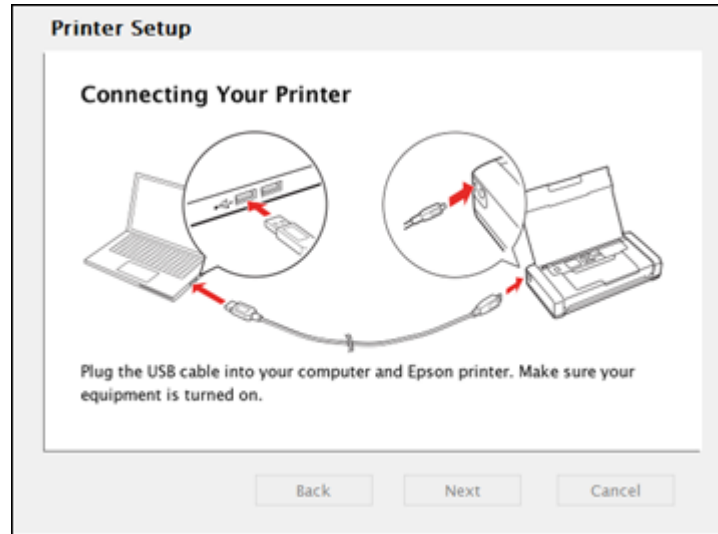 Printer Setup
Connecting Your Printer
Plug the USB cable into your computer and Epson printer. Make sure your
equipment is turned on.
Back
Next
Cancel